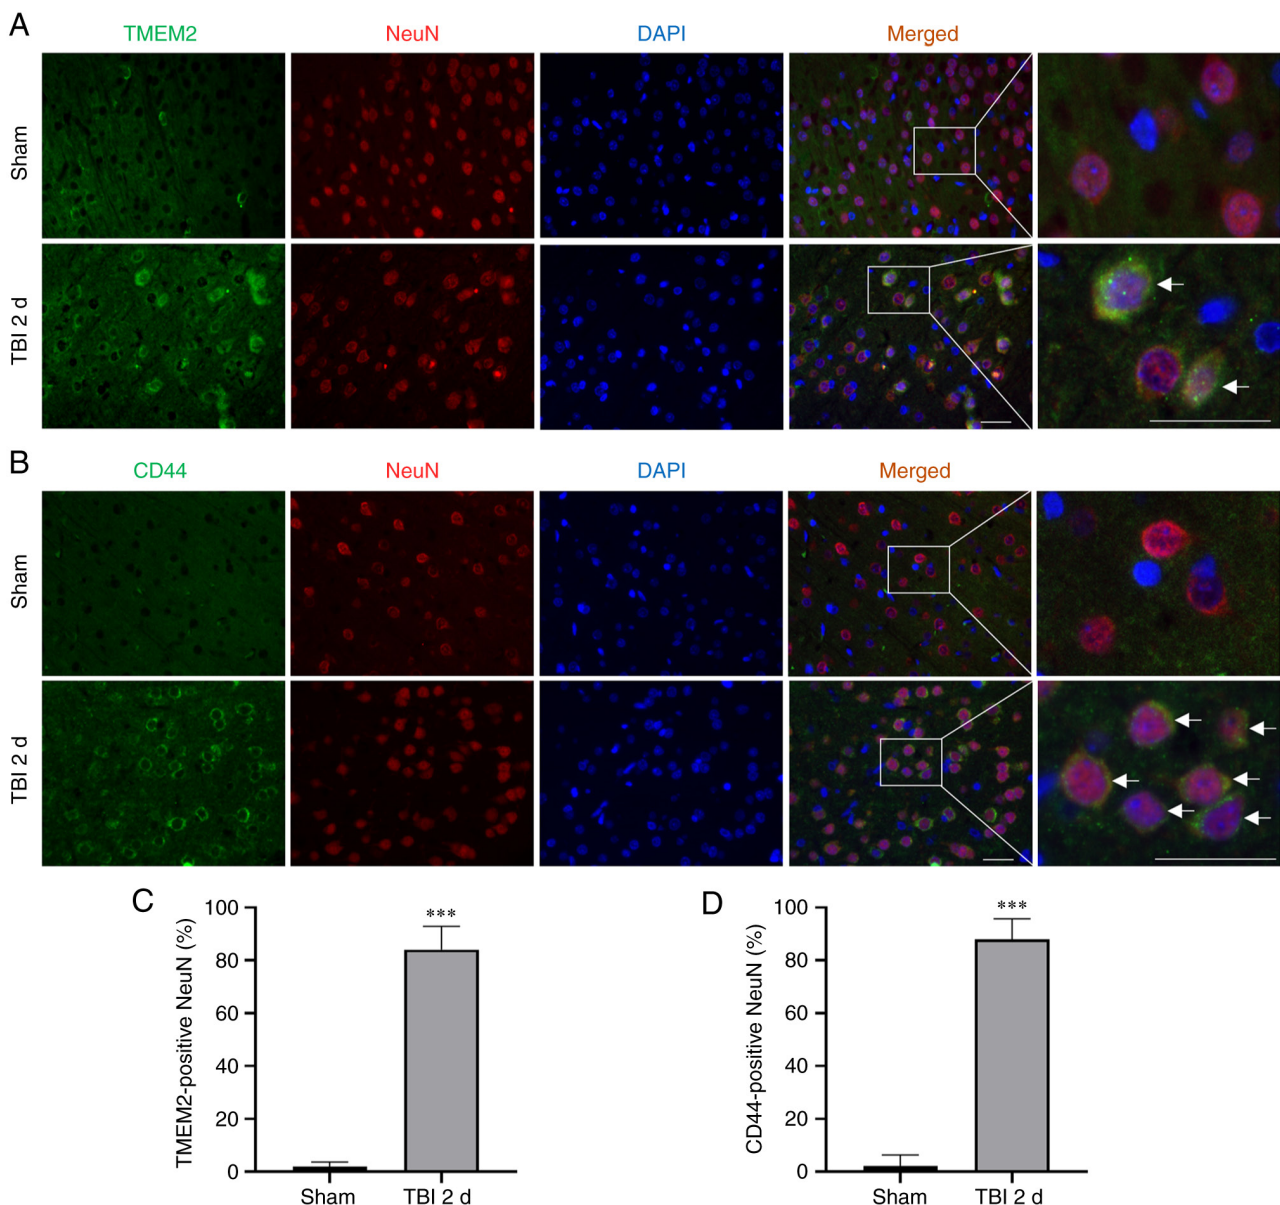 A
TMEM2 NeuN DAPI Merged
Sham
TBI 2 d
B
CD44 NeuN DAPI Merged
Sham
TBI 2 d
C
TMEM2-positive NeuN (%)
100
80
60
40
20
0
***
Sham TBI 2 d
D
CD44-positive NeuN (%)
100
80
60
40
20
0
***
Sham TBI 2 d